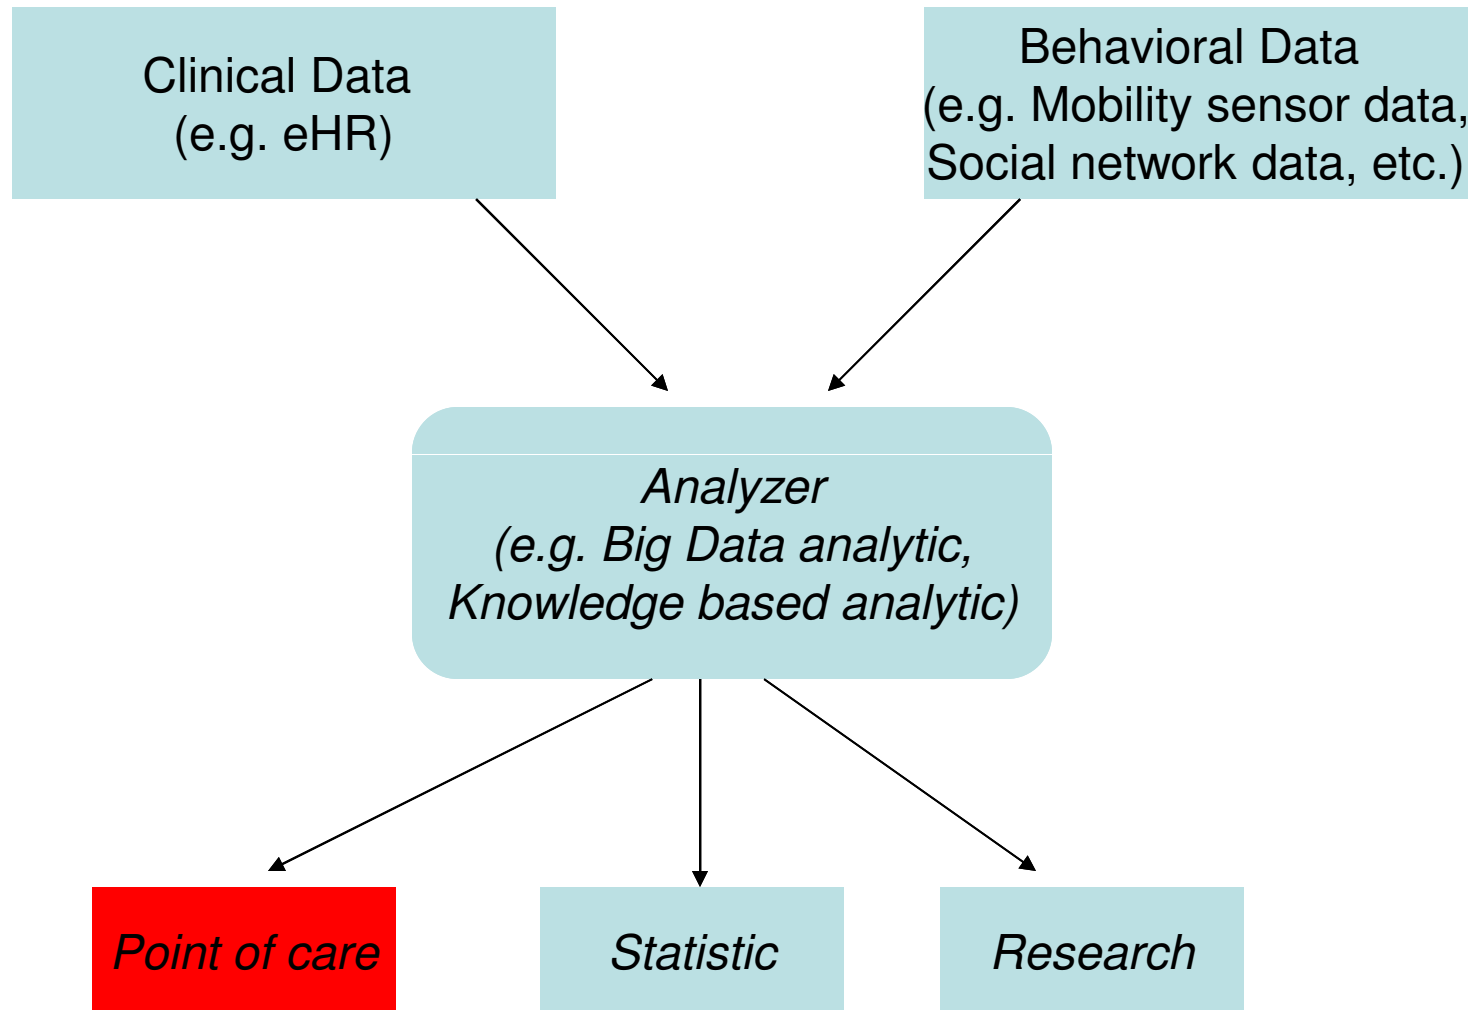 Clinical Data
(e.g. eHR)
Behavioral Data
(e.g. Mobility sensor data,
Social network data, etc.)
Analyzer
(e.g. Big Data analytic,
Knowledge based analytic)
Point of care
Statistic
Research